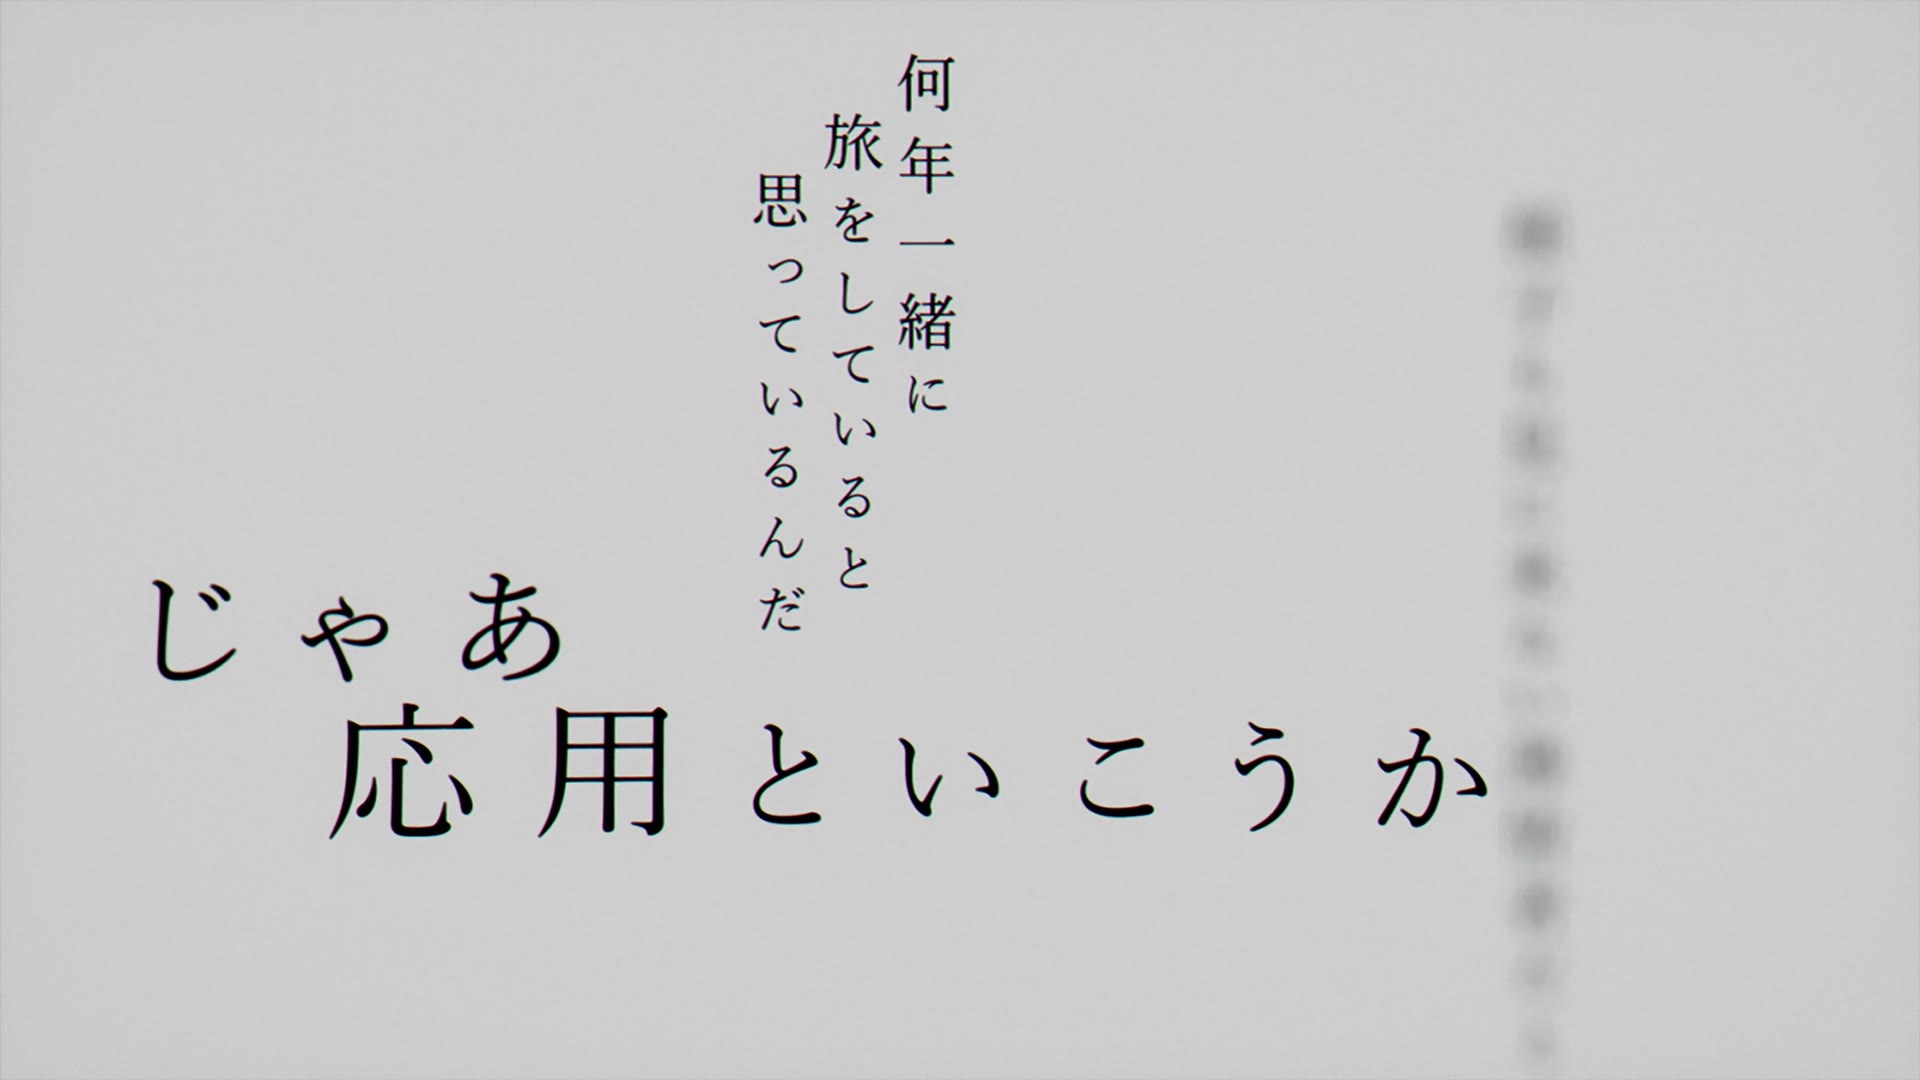 何年一緒に
旅をしていると
思っているんだ
じゃあ
応用といこうか